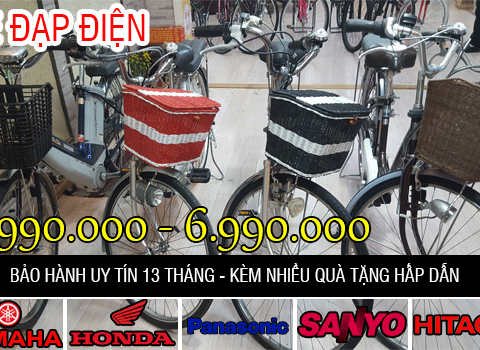 ĐẠP ĐIỆN
990.000 - 6.990.000
BẢO HÀNH UY TÍN 13 THÁNG - KÈM NHIỀU QUÀ TẶNG HẤP DẪN
MAHA HONDA Panasonic SANYO HITAC